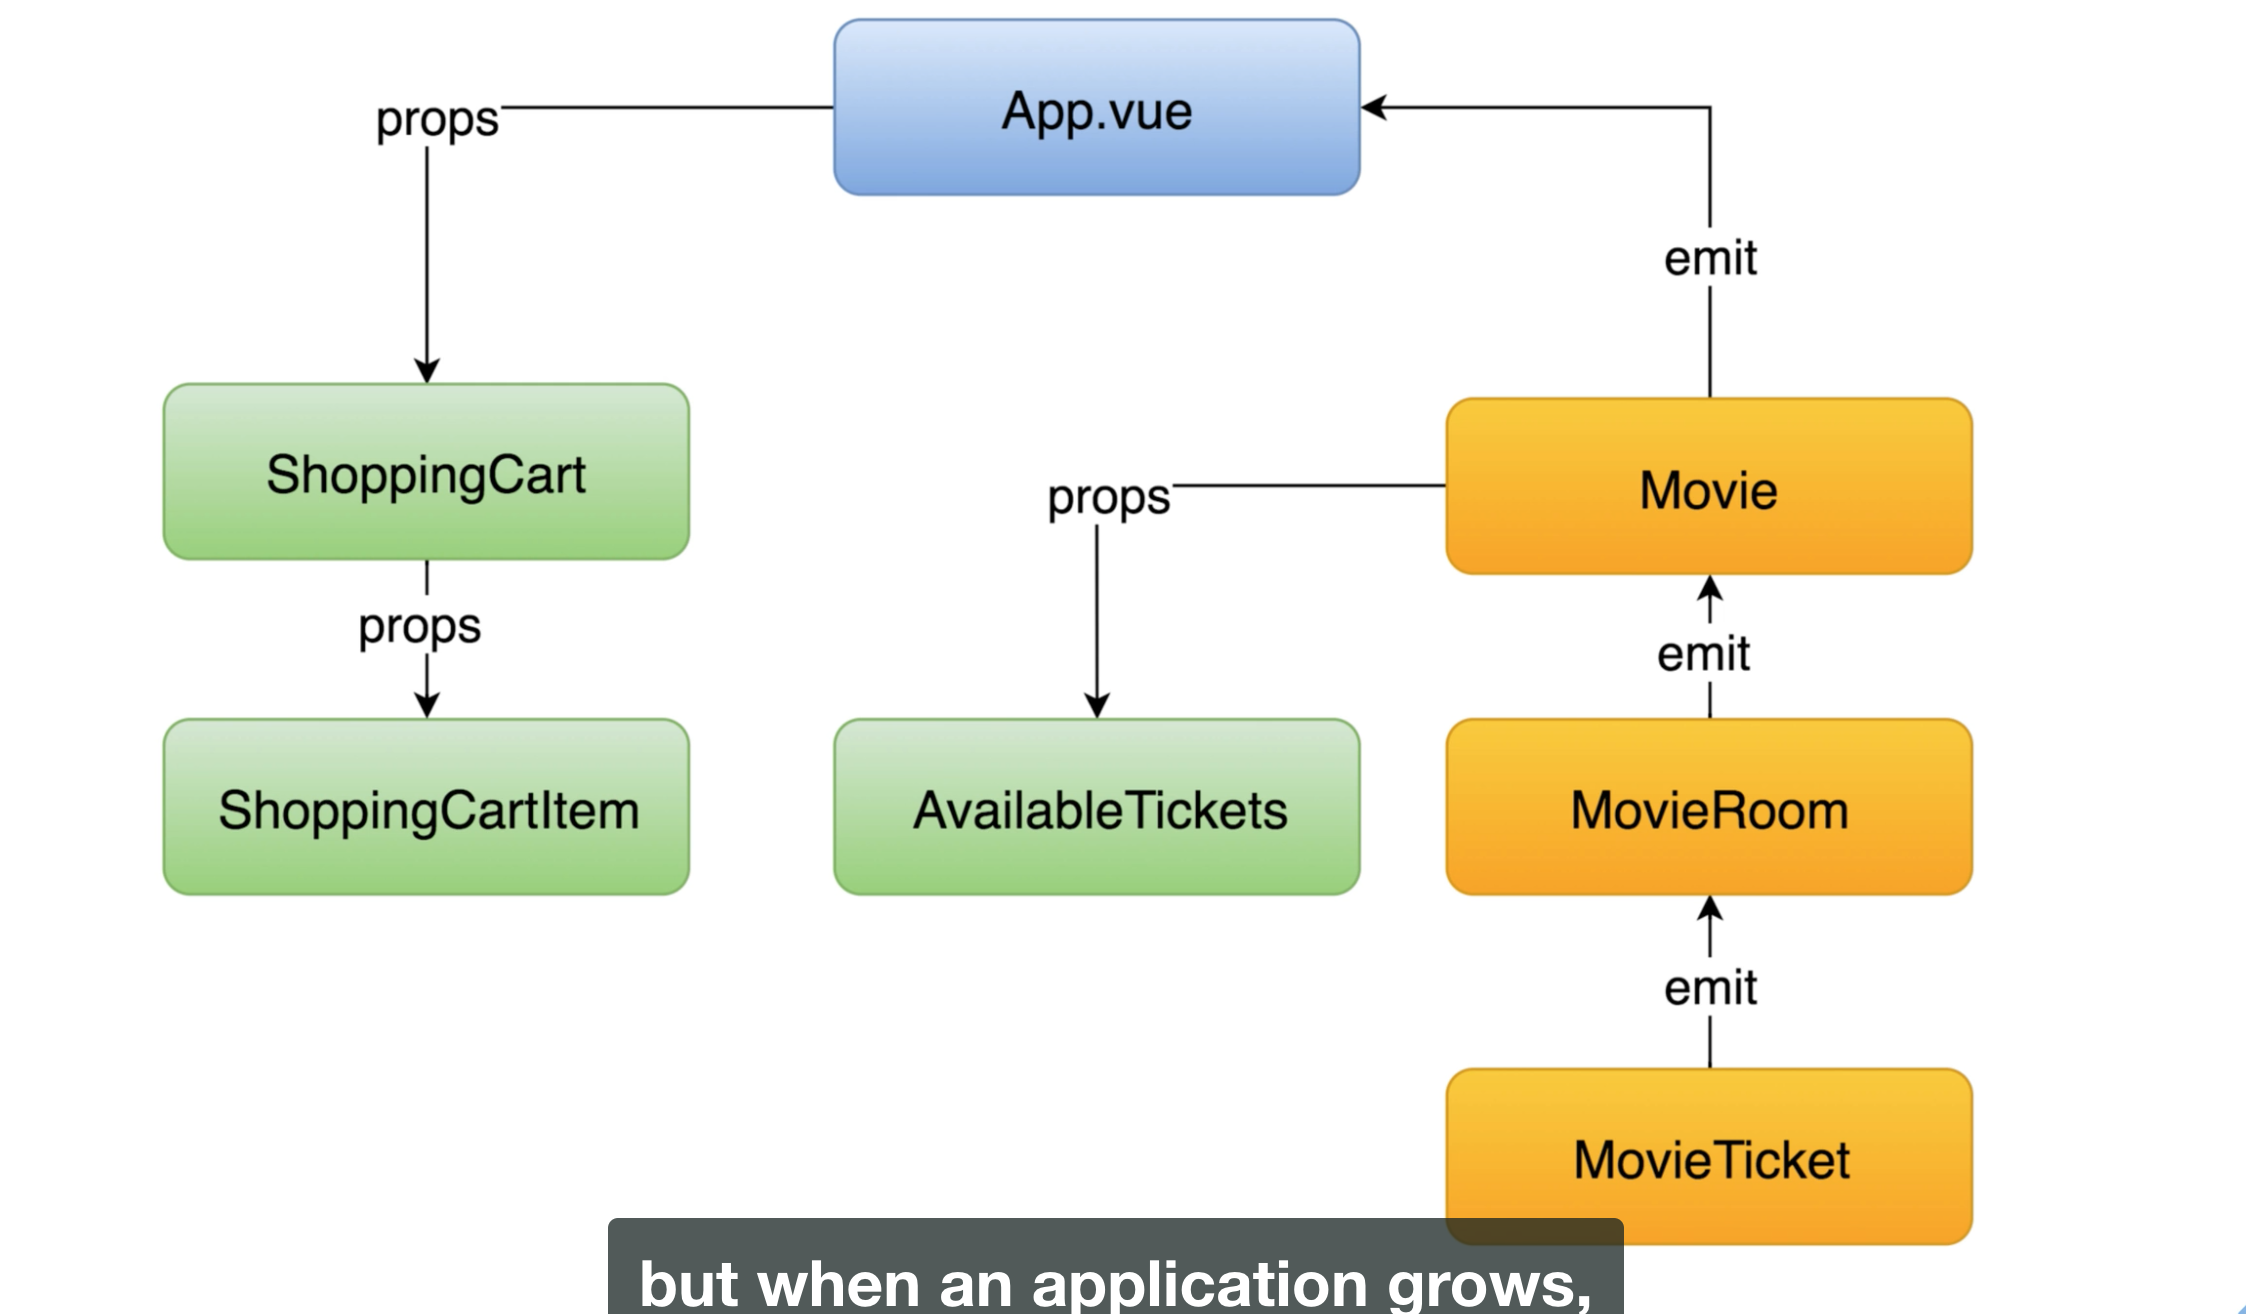 App.vue
props
emit
ShoppingCart
Movie
props
props
emit
ShoppingCartItem
AvailableTickets
MovieRoom
emit
MovieTicket
but when an application grows,